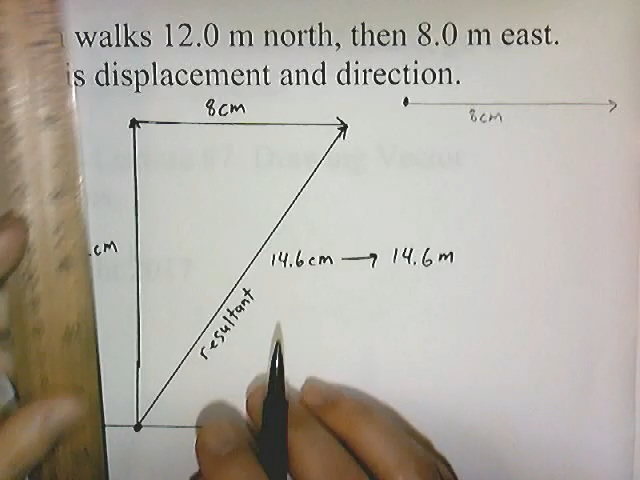 walks 12.0 m north, then 8.0 m east.
is displacement and direction.
8cm
8cm
cm
14.6cm → 14.6m
resultant